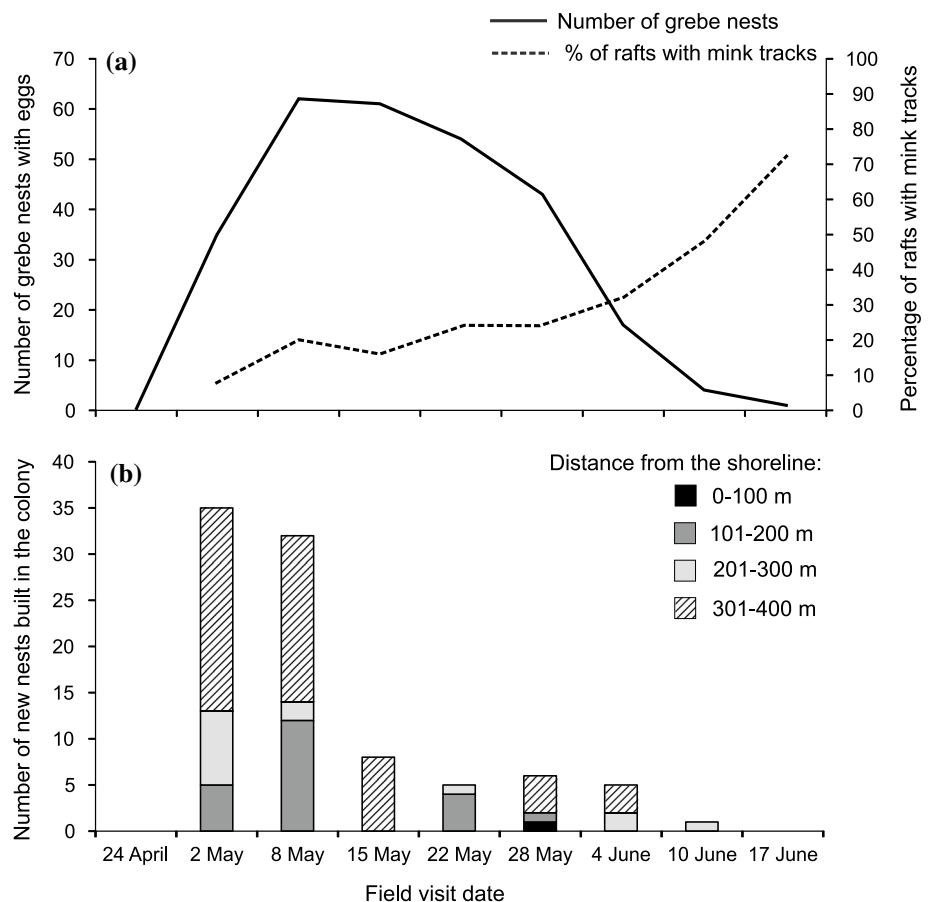 Number of grebe nests
% of rafts with mink tracks
(a)
Number of grebe nests with eggs
70
60
50
40
30
20
10
0
100
90
80
70
60
50
40
30
20
10
0
Percentage of rafts with mink tracks
(b)
Number of new nests built in the colony
40
35
30
25
20
15
10
5
0
Distance from the shoreline:
0-100 m
101-200 m
201-300 m
301-400 m
24 April 2 May 8 May 15 May 22 May 28 May 4 June 10 June 17 June
Field visit date